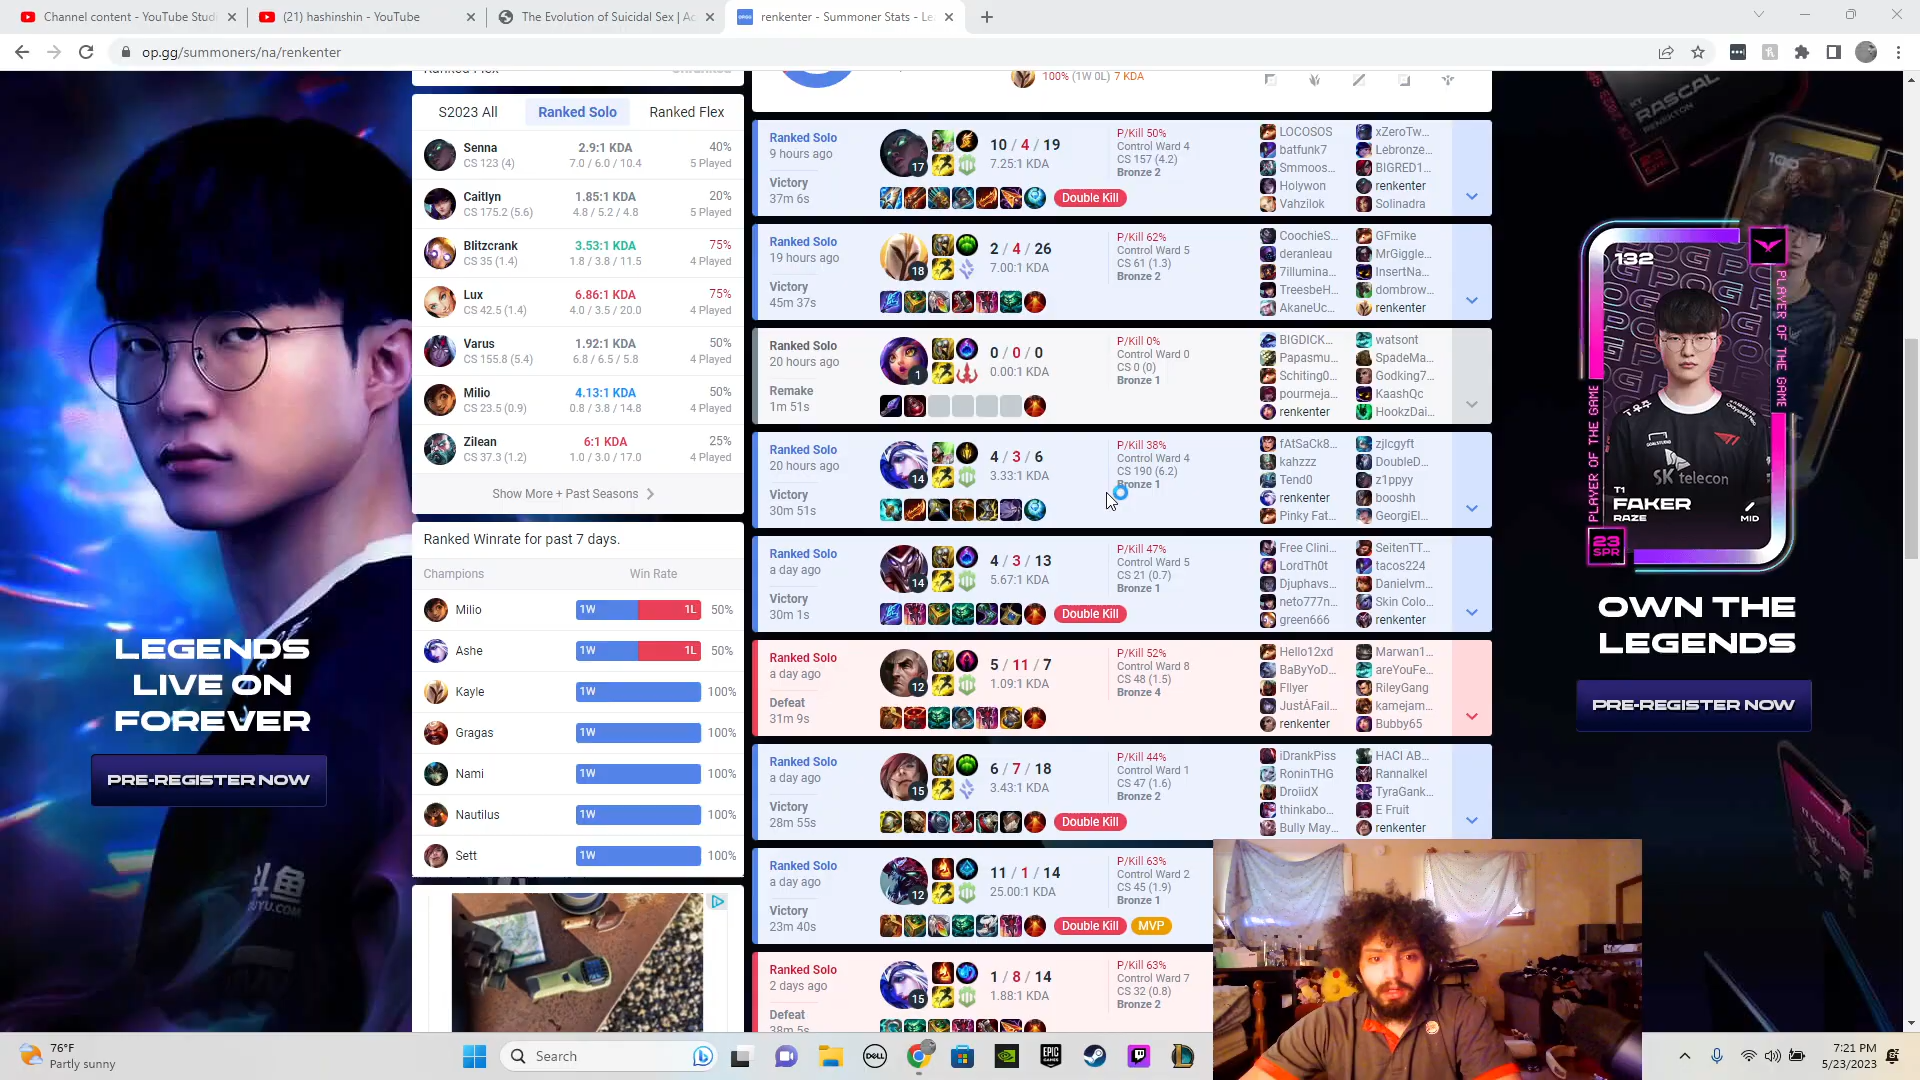 Channel content - YouTube Studi
(21) hashinshin - YouTube
The Evolution of Suicidal Sex | Ac
renkenter - Summoner Stats - Le
op.gg/summoners/na/renkenter
100% (1W 0L) 7 KDA
S2023 All
Ranked Solo
Ranked Flex
Senna
CS 123 (4)
2.9:1 KDA
7.0 / 6.0 / 10.4
40%
5 Played
Caitlyn
CS 175.2 (5.6)
1.85:1 KDA
4.8 / 5.2 / 4.8
20%
5 Played
Blitzcrank
CS 35 (1.4)
3.53:1 KDA
1.8 / 3.8 / 11.5
75%
4 Played
Lux
CS 42.5 (1.4)
6.86:1 KDA
4.0 / 3.5 / 20.0
75%
4 Played
Varus
CS 155.8 (5.4)
1.92:1 KDA
6.8 / 6.5 / 5.8
50%
4 Played
Milio
CS 23.5 (0.9)
4.13:1 KDA
0.8 / 3.8 / 14.8
50%
4 Played
Zilean
CS 37.3 (1.2)
6:1 KDA
1.0 / 3.0 / 17.0
25%
4 Played
Show More + Past Seasons
Ranked Winrate for past 7 days.
Champions
Win Rate
Milio 1W 1L 50%
Ashe 1W 1L 50%
Kayle 1W 100%
Gragas 1W 100%
Nami 1W 100%
Nautilus 1W 100%
Sett 1W 100%
Ranked Solo
9 hours ago
Victory
37m 6s
17
10 / 4 / 19
7.25:1 KDA
Double Kill
P/Kill 50%
Control Ward 4
CS 157 (4.2)
Bronze 2
LOCOSOS xZeroTw...
batfunk7 Lebronze...
Smmoos... BIGRED1...
Holywon renkenter
Vahzilok Solinadra
Ranked Solo
19 hours ago
Victory
45m 37s
18
2 / 4 / 26
7.00:1 KDA
P/Kill 62%
Control Ward 5
CS 61 (1.3)
Bronze 2
CoochieS... GFmike
deranleau MrGiggle...
7illumina... InsertNa...
TreesbeH... dombrow...
AkaneUc... renkenter
Ranked Solo
20 hours ago
Remake
1m 51s
1
0 / 0 / 0
0.00:1 KDA
P/Kill 0%
Control Ward 0
CS 0 (0)
Bronze 1
BIGDICK... watsont
Papasmu... SpadeMa...
Schiting0... Godking7...
pourmeja... KaashQc
renkenter HookzDai...
Ranked Solo
20 hours ago
Victory
30m 51s
14
4 / 3 / 6
3.33:1 KDA
P/Kill 38%
Control Ward 4
CS 190 (6.2)
Bronze 1
fAtSaCk8... zjlcgyft
kahzzz DoubleD...
Tend0 z1ppyy
renkenter booshh
Pinky Fat... GeorgiEl...
Ranked Solo
a day ago
Victory
30m 1s
14
4 / 3 / 13
5.67:1 KDA
Double Kill
P/Kill 47%
Control Ward 5
CS 21 (0.7)
Bronze 1
Free Clini... SeitenTT...
LordTh0t tacos224
Djuphavs... Danielvm...
neto777n... Skin Colo...
green666 renkenter
Ranked Solo
a day ago
Defeat
31m 9s
12
5 / 11 / 7
1.09:1 KDA
P/Kill 52%
Control Ward 8
CS 48 (1.5)
Bronze 4
Hello12xd Marwan1...
BaByYoD... areYouFe...
Fllyer RileyGang
JustÁFail... kamejam...
renkenter Bubby65
Ranked Solo
a day ago
Victory
28m 55s
15
6 / 7 / 18
3.43:1 KDA
Double Kill
P/Kill 44%
Control Ward 1
CS 47 (1.6)
Bronze 2
iDrankPiss HACI AB...
RoninTHG Rannalkel
DroiidX TyraGank...
thinkabo... E Fruit
Bully May... renkenter
Ranked Solo
a day ago
Victory
23m 40s
12
11 / 1 / 14
25.00:1 KDA
Double Kill
MVP
P/Kill 63%
Control Ward 2
CS 45 (1.9)
Bronze 1
Ranked Solo
2 days ago
Defeat
38m 5s
15
1 / 8 / 14
1.88:1 KDA
P/Kill 63%
Control Ward 7
CS 32 (0.8)
Bronze 2
LEGENDS
LIVE ON
FOREVER
PRE-REGISTER NOW
132
PLAYER OF THE GAME
PLAYER OF THE GAME
SK telecon
T1
FAKER
RAZE
MID
23
SPR
OWN THE
LEGENDS
PRE-REGISTER NOW
76°F
Partly sunny
Search
DELL
EPIC
7:21 PM
5/23/2023